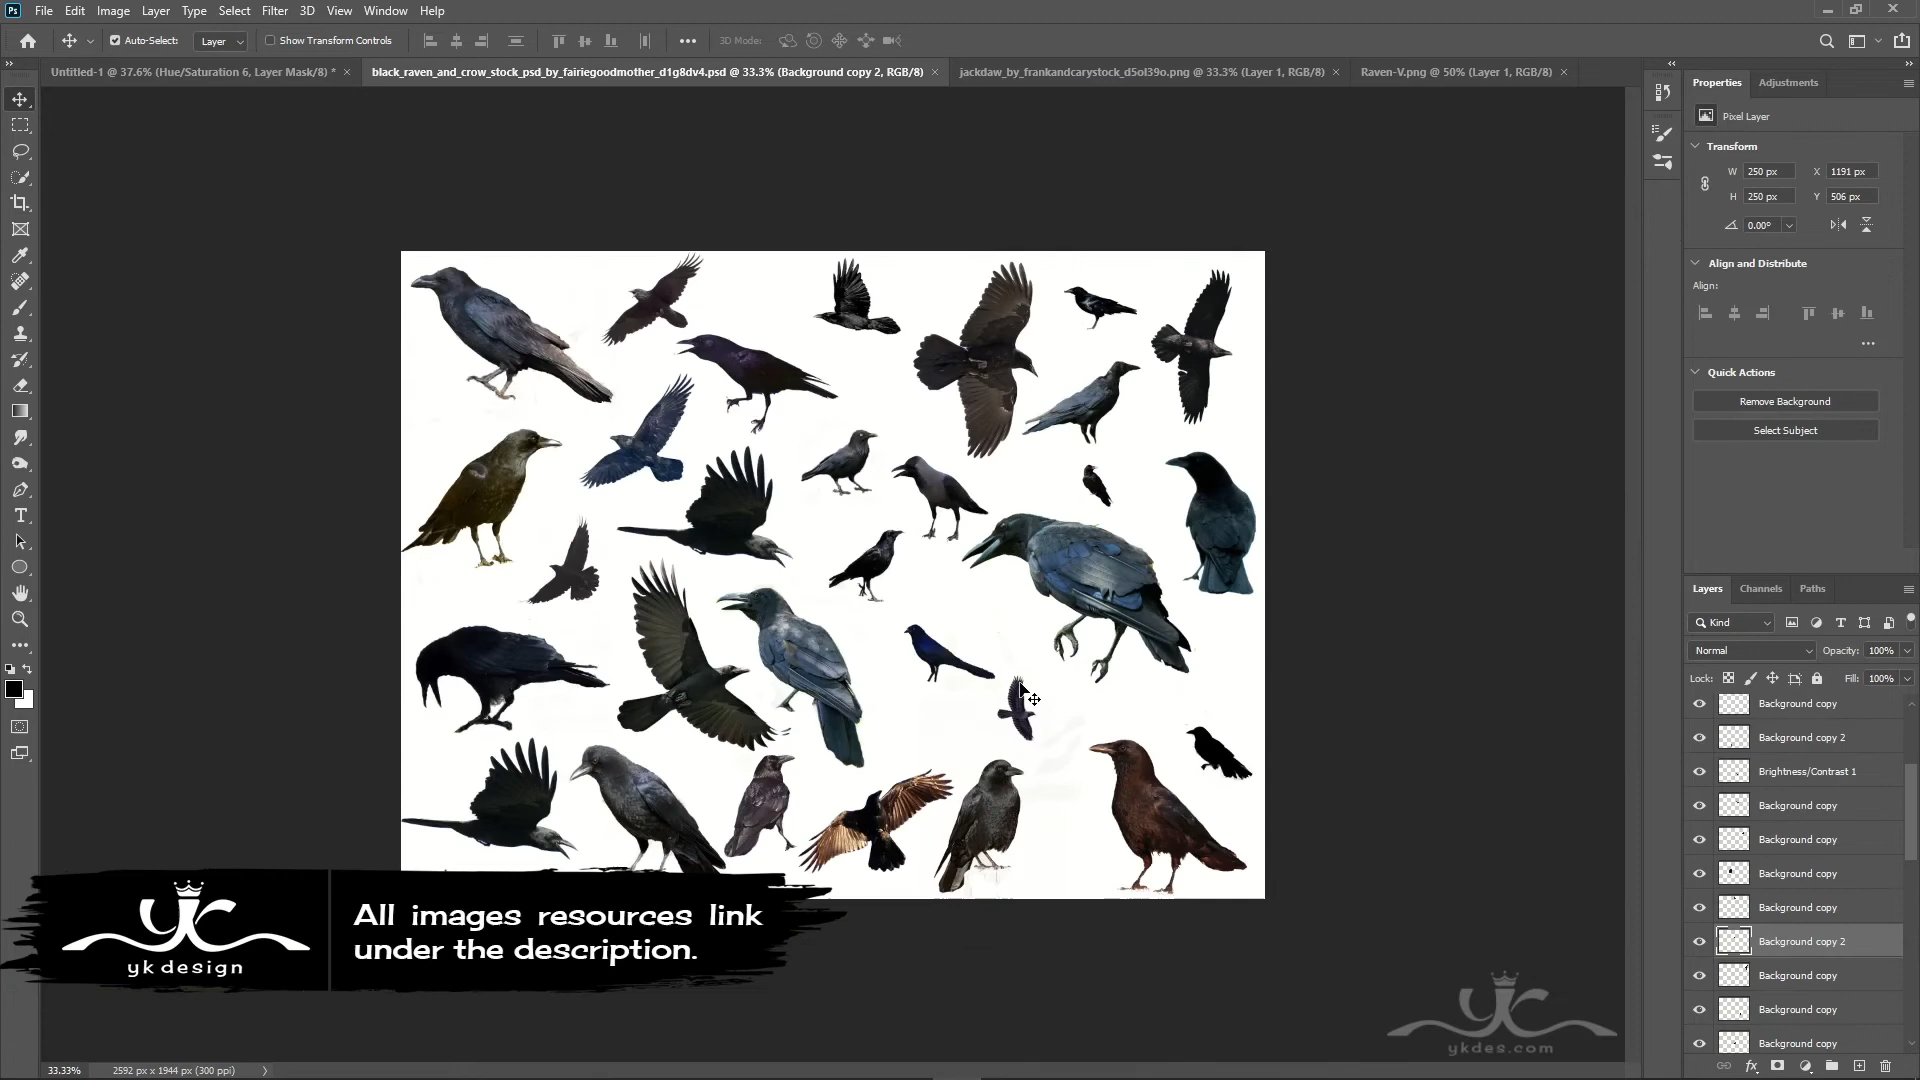 Ps File Edit Image Layer Type Select Filter 3D View Window Help
Auto-Select: Layer Show Transform Controls 3D Mode:
Untitled-1 @ 37.6% (Hue/Saturation 6, Layer Mask/8) * × black_raven_and_crow_stock_psd_by_fairiegoodmother_d1g8dv4.psd @ 33.3% (Background copy 2, RGB/8) × jackdaw_by_frankandcarystock_d5ol39o.png @ 33.3% (Layer 1, RGB/8) × Raven-V.png @ 50% (Layer 1, RGB/8) ×
Properties Adjustments
Pixel Layer
Transform
W 250 px X 1191 px
H 250 px Y 506 px
0.00°
Align and Distribute
Align:
Quick Actions
Remove Background
Select Subject
Layers Channels Paths
Kind
Normal Opacity: 100%
Lock: Fill: 100%
Background copy
Background copy 2
Brightness/Contrast 1
Background copy
Background copy
Background copy
Background copy
Background copy 2
Background copy
Background copy
Background copy
yk design
All images resources link
under the description.
ykdes.com
33.33% 2592 px x 1944 px (300 ppi)